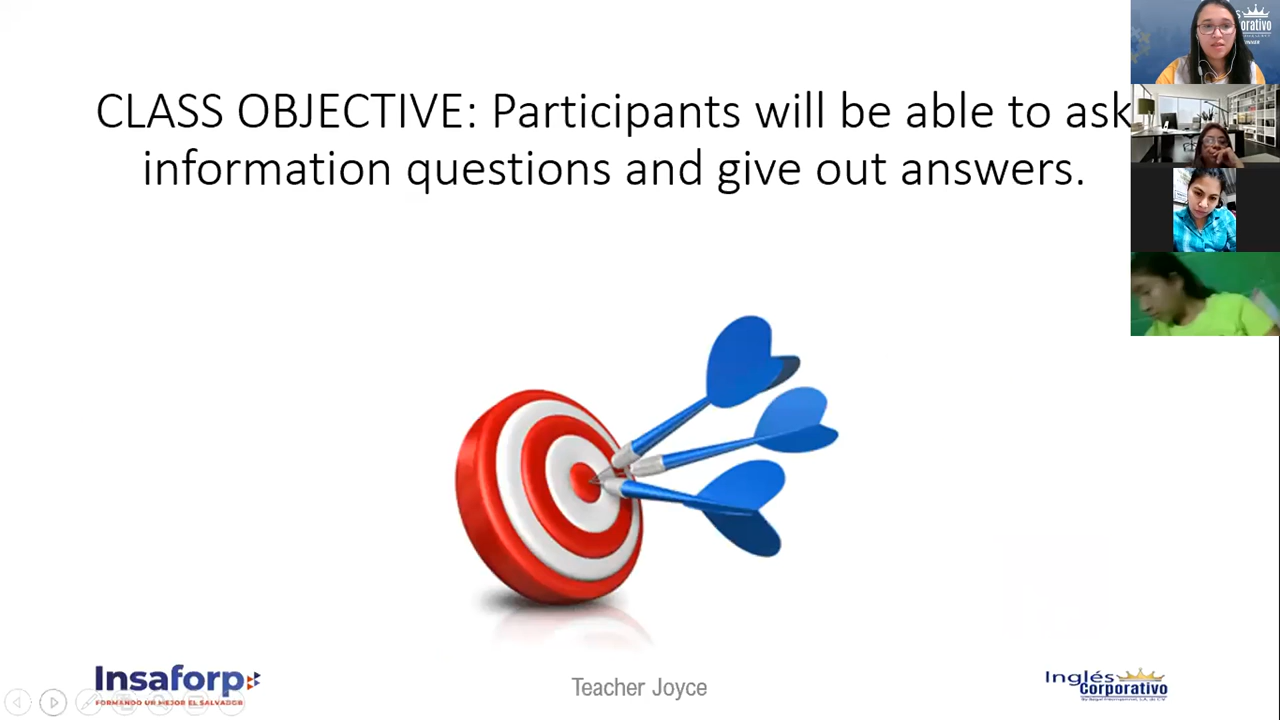 CLASS OBJECTIVE: Participants will be able to ask
information questions and give out answers.
Insaforp
FORMANDO UN MEJOR EL SALVADOR
Teacher Joyce
Inglés
Corporativo